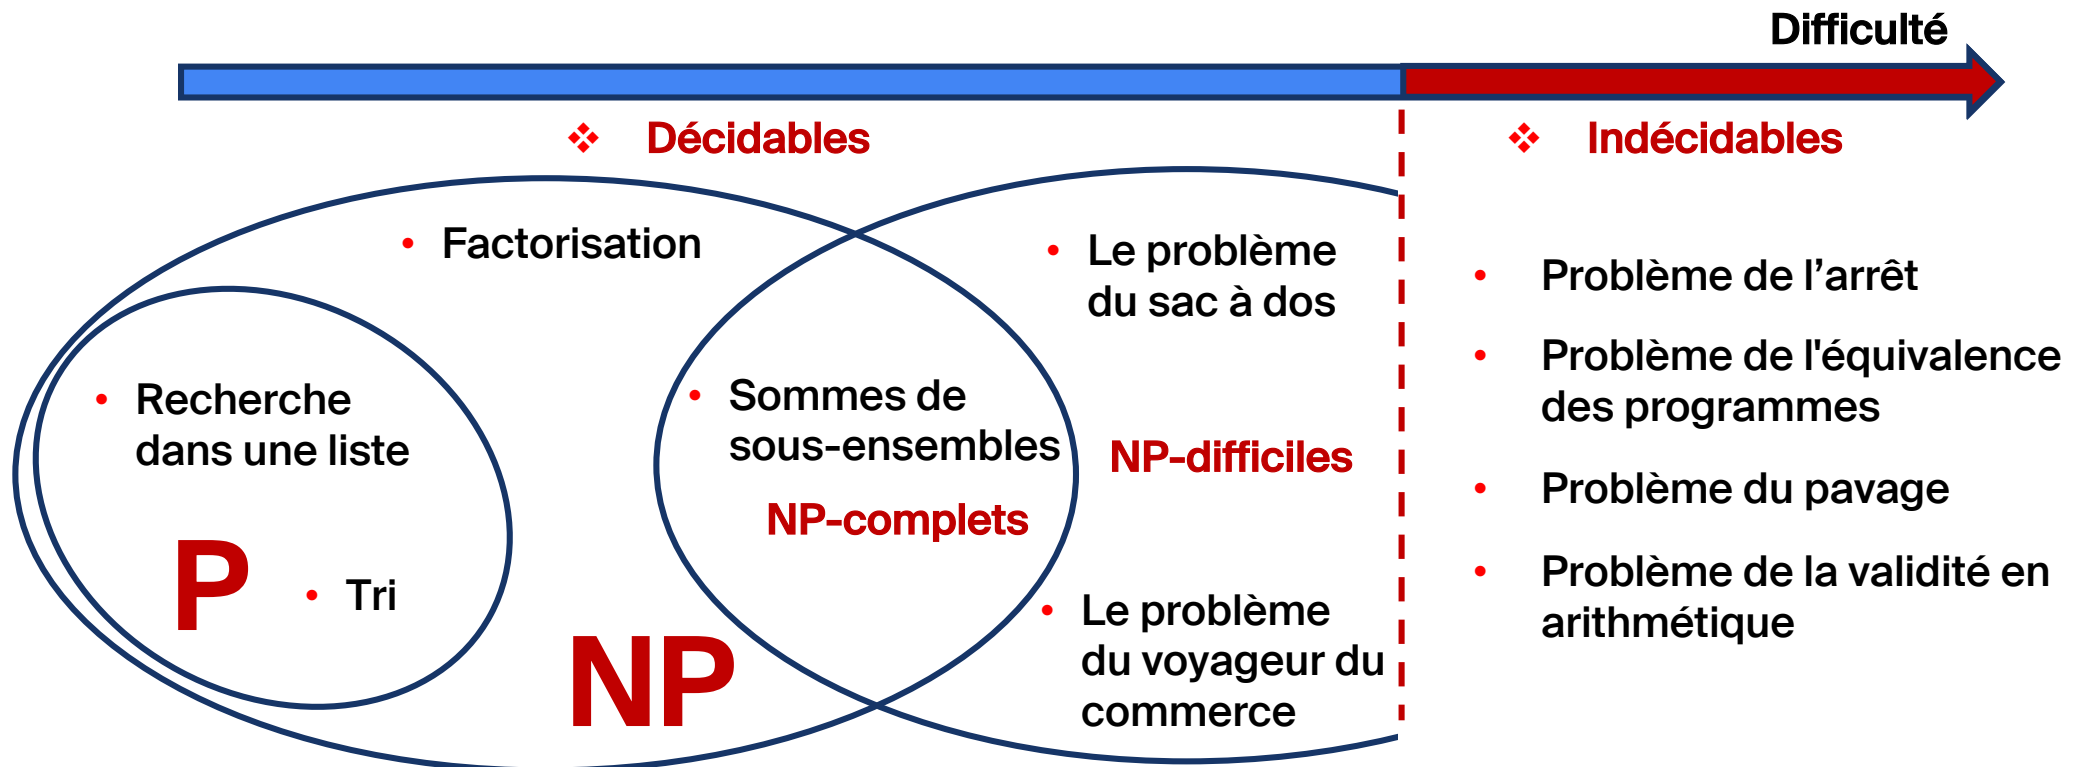 Difficulté
Décidables
Indécidables
Factorisation
Le problème
du sac à dos
Recherche
dans une liste
Sommes de
sous-ensembles
NP-complets
NP-difficiles
P
Tri
NP
Le problème
du voyageur du
commerce
Problème de l’arrêt
Problème de l'équivalence
des programmes
Problème du pavage
Problème de la validité en
arithmétique